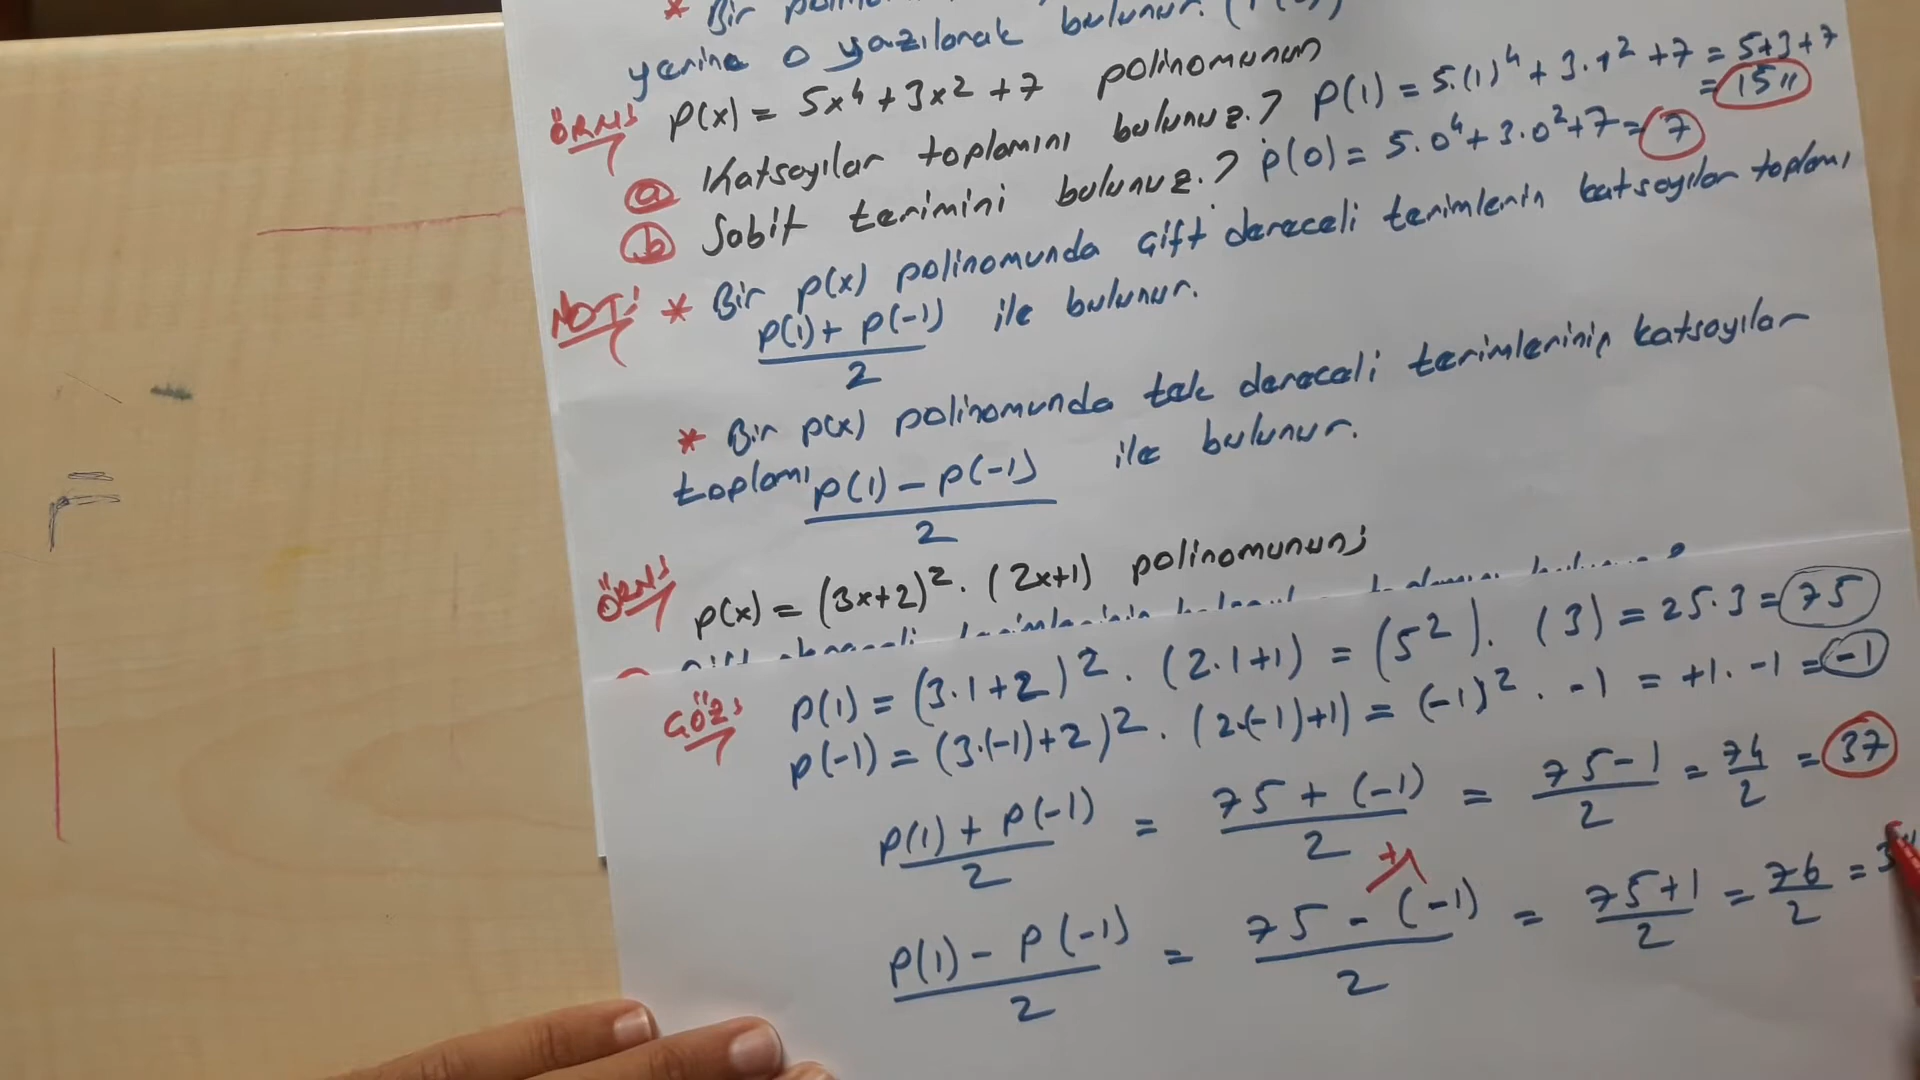 * Bir
yerine 0 yazılarak bulunur.
ÖRN: P(x) = 5x⁴ + 3x² + 7 polinomunun
a Katsayılar toplamını bulunuz.? P(1) = 5.(1)⁴ + 3.1² + 7 = 5+3+7
= 15//
b Sabit terimini bulunuz.? P(0) = 5.0⁴ + 3.0² + 7 = 7
NOT: * Bir P(x) polinomunda çift dereceli terimlerin katsayılar toplamı
P(1) + P(-1) / 2 ile bulunur.
* Bir P(x) polinomunda tek dereceli terimlerinin katsayılar
toplamı P(1) - P(-1) / 2 ile bulunur.
ÖRN: P(x) = (3x+2)² . (2x+1) polinomunun;
ÇÖZ: P(1) = (3.1+2)² . (2.1+1) = (5²) . (3) = 25.3 = 75
P(-1) = (3.(-1)+2)² . (2.(-1)+1) = (-1)² . -1 = +1 . -1 = -1
P(1) + P(-1) / 2 = 75 + (-1) / 2 = 75-1 / 2 = 74 / 2 = 37
+1
P(1) - P(-1) / 2 = 75 - (-1) / 2 = 75+1 / 2 = 76 / 2 =